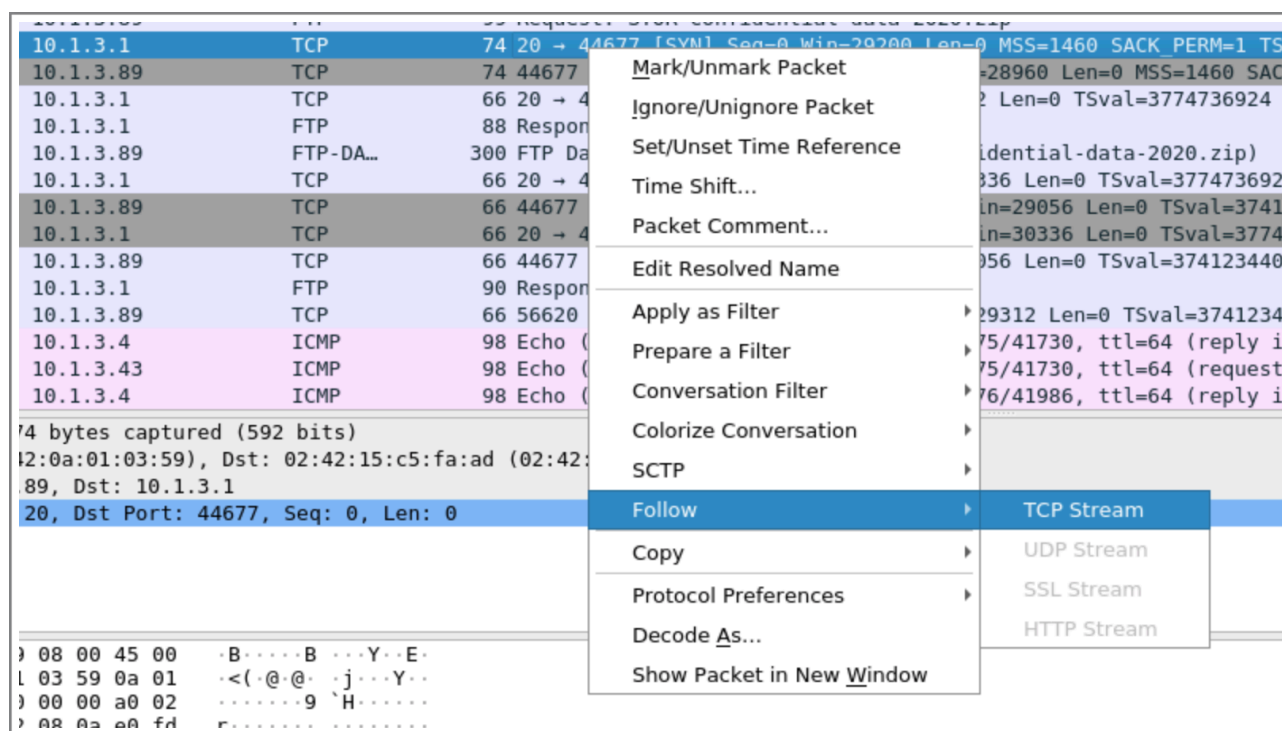 10.1.3.1 TCP 74 20 → 44677 [SYN] Seq=0 Win=29200 Len=0 MSS=1460 SACK_PERM=1 TS
10.1.3.89 TCP 74 44677 =28960 Len=0 MSS=1460 SAC
10.1.3.1 TCP 66 20 → 4 2 Len=0 TSval=3774736924
10.1.3.1 FTP 88 Respon
10.1.3.89 FTP-DA… 300 FTP Da idential-data-2020.zip)
10.1.3.1 TCP 66 20 → 4 336 Len=0 TSval=377473692
10.1.3.89 TCP 66 44677 in=29056 Len=0 TSval=3741
10.1.3.1 TCP 66 20 → 4 in=30336 Len=0 TSval=3774
10.1.3.89 TCP 66 44677 056 Len=0 TSval=374123440
10.1.3.1 FTP 90 Respon
10.1.3.89 TCP 66 56620 29312 Len=0 TSval=3741234
10.1.3.4 ICMP 98 Echo ( 75/41730, ttl=64 (reply i
10.1.3.43 ICMP 98 Echo ( 75/41730, ttl=64 (request
10.1.3.4 ICMP 98 Echo ( 76/41986, ttl=64 (reply i
Mark/Unmark Packet
Ignore/Unignore Packet
Set/Unset Time Reference
Time Shift…
Packet Comment…
Edit Resolved Name
Apply as Filter
Prepare a Filter
Conversation Filter
Colorize Conversation
SCTP
Follow
Copy
Protocol Preferences
Decode As…
Show Packet in New Window
TCP Stream
UDP Stream
SSL Stream
HTTP Stream
74 bytes captured (592 bits)
42:0a:01:03:59), Dst: 02:42:15:c5:fa:ad (02:42:
.89, Dst: 10.1.3.1
20, Dst Port: 44677, Seq: 0, Len: 0
08 00 45 00 ·B·····B ···Y··E·
03 59 0a 01 ·<(·@·@· ·j···Y··
00 00 a0 02 ·······9 `H······
08 0a e0 fd r······· ········